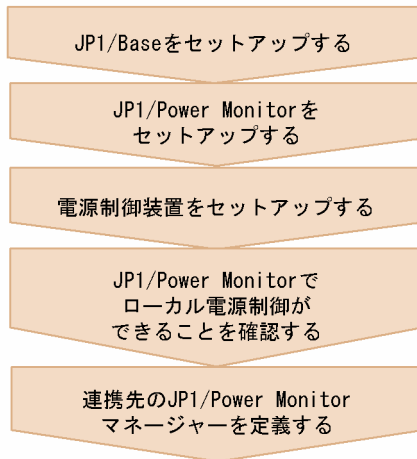 JP1/Baseをセットアップする
JP1/Power Monitorを
セットアップする
電源制御装置をセットアップする
JP1/Power Monitorで
ローカル電源制御が
できることを確認する
連携先のJP1/Power Monitor
マネージャーを定義する